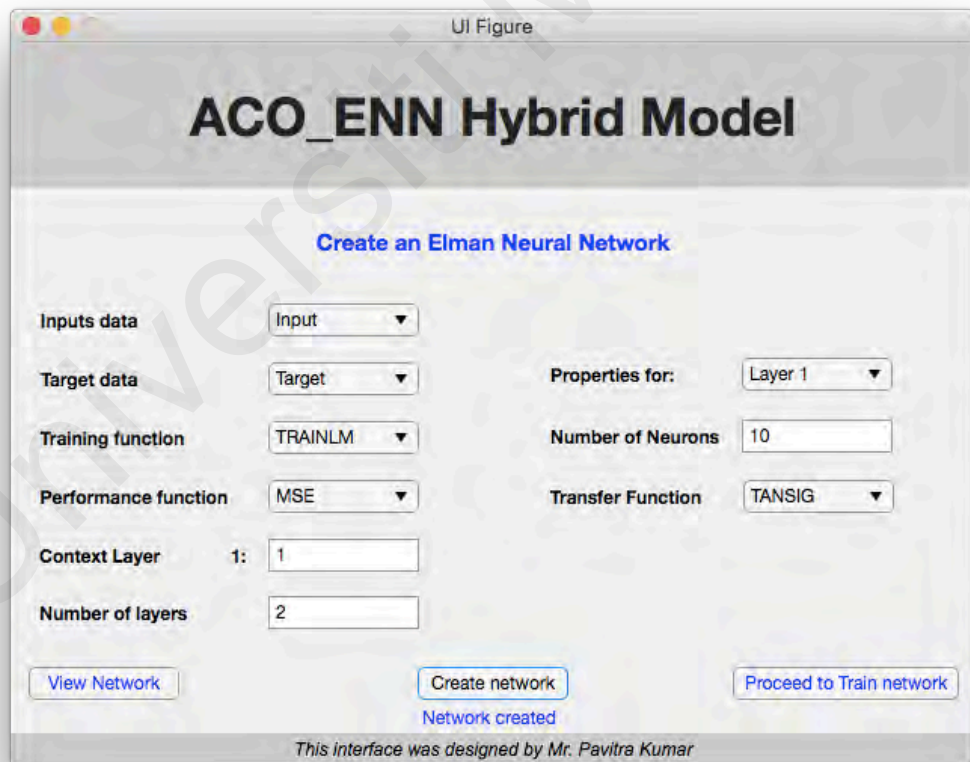 UI Figure
ACO_ENN Hybrid Model
Create an Elman Neural Network
Inputs data Input
Target data Target
Properties for: Layer 1
Training function TRAINLM
Number of Neurons 10
Performance function MSE
Transfer Function TANSIG
Context Layer 1: 1
Number of layers 2
View Network Create network Proceed to Train network
Network created
This interface was designed by Mr. Pavitra Kumar